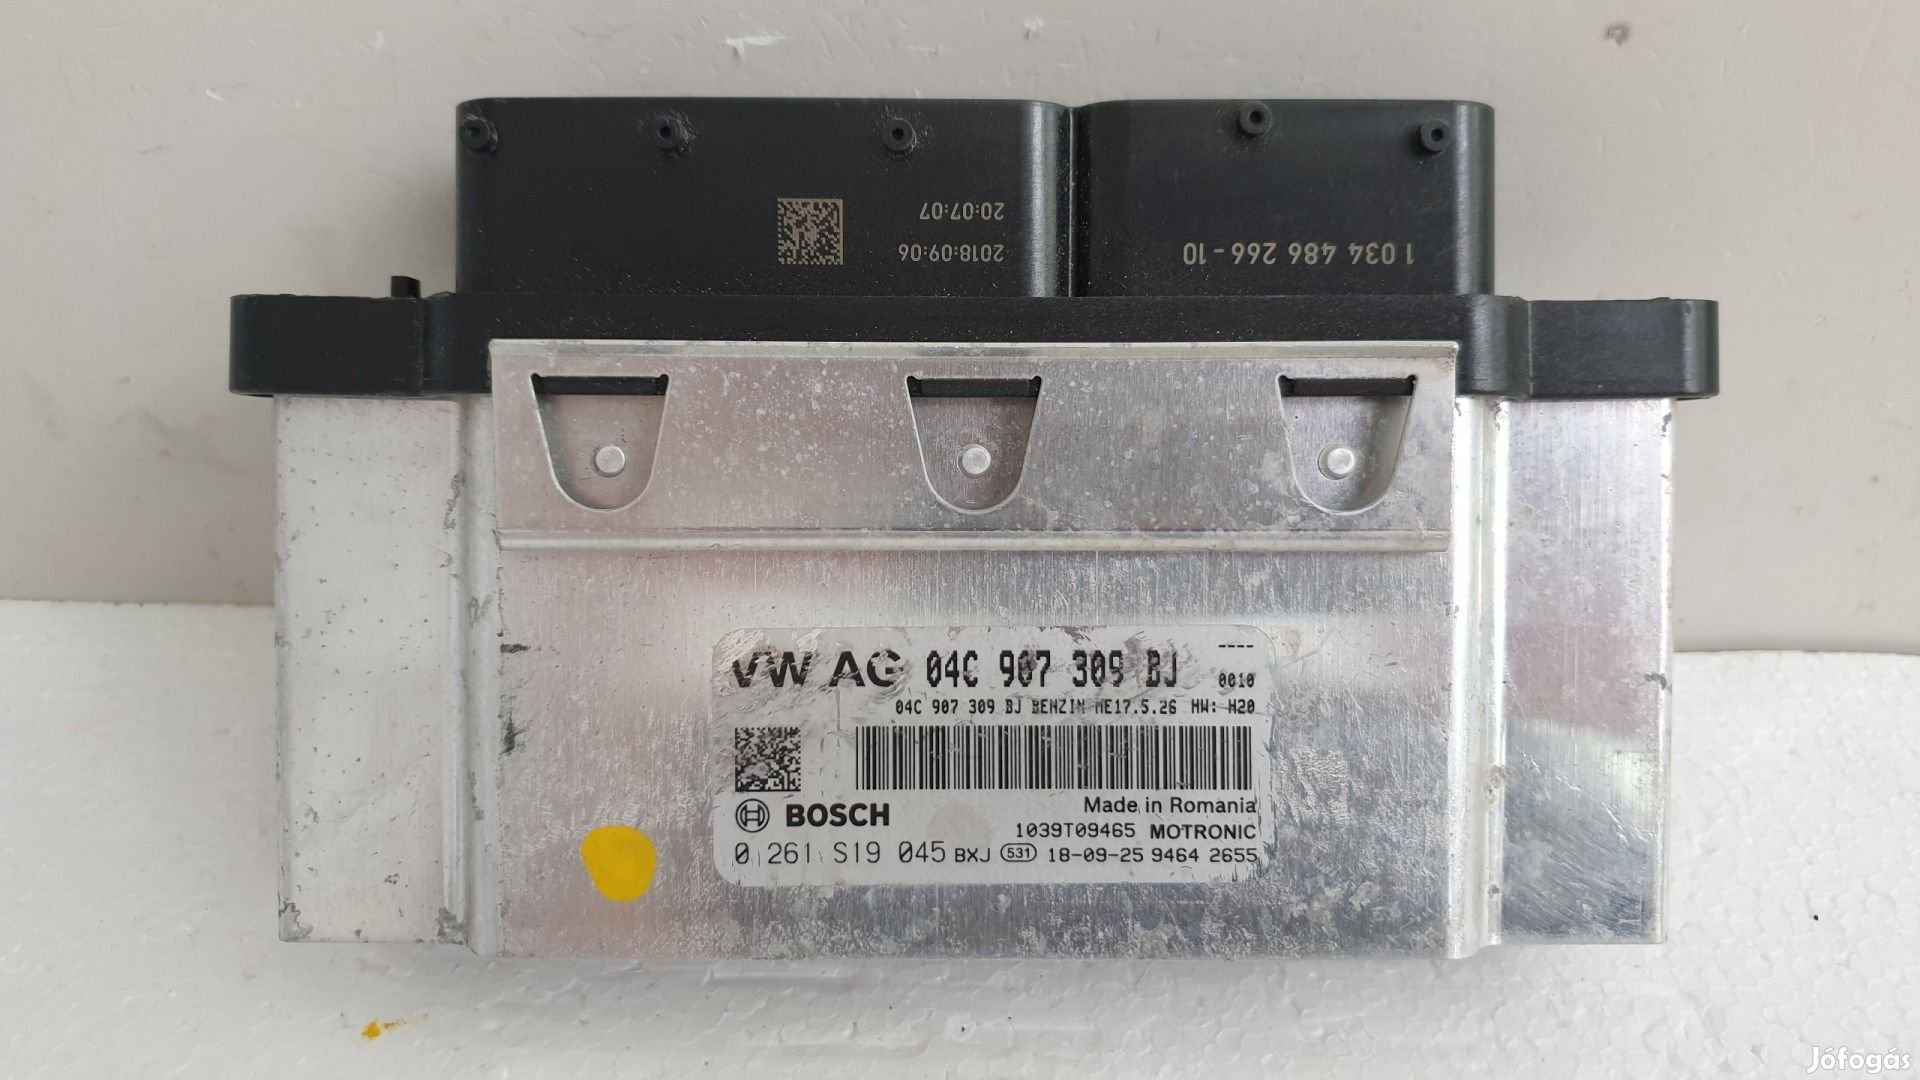 20:07:07
2018:09:06
1 034 486 266-10
VW AG 04C 907 309 BJ ----
0010
04C 907 309 BJ BENZIN ME17.5.26 HW: H20
BOSCH
Made in Romania
1039T09465 MOTRONIC
0 261 S19 045 BXJ 531 18-09-25 9464 2655
Jófogás